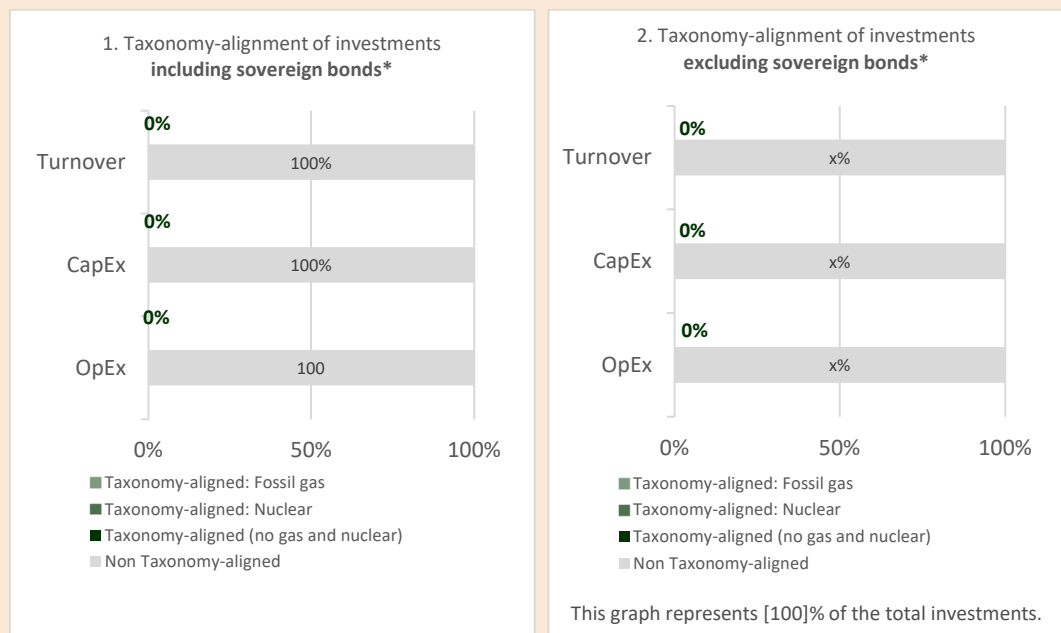 1. Taxonomy-alignment of investments
including sovereign bonds*
0%
Turnover
100%
0%
CapEx
100%
0%
OpEx
100
0%
50%
100%
Taxonomy-aligned: Fossil gas
Taxonomy-aligned: Nuclear
Taxonomy-aligned (no gas and nuclear)
Non Taxonomy-aligned
2. Taxonomy-alignment of investments
excluding sovereign bonds*
0%
Turnover
x%
0%
CapEx
x%
0%
OpEx
x%
0%
50%
100%
Taxonomy-aligned: Fossil gas
Taxonomy-aligned: Nuclear
Taxonomy-aligned (no gas and nuclear)
Non Taxonomy-aligned
This graph represents [100]% of the total investments.